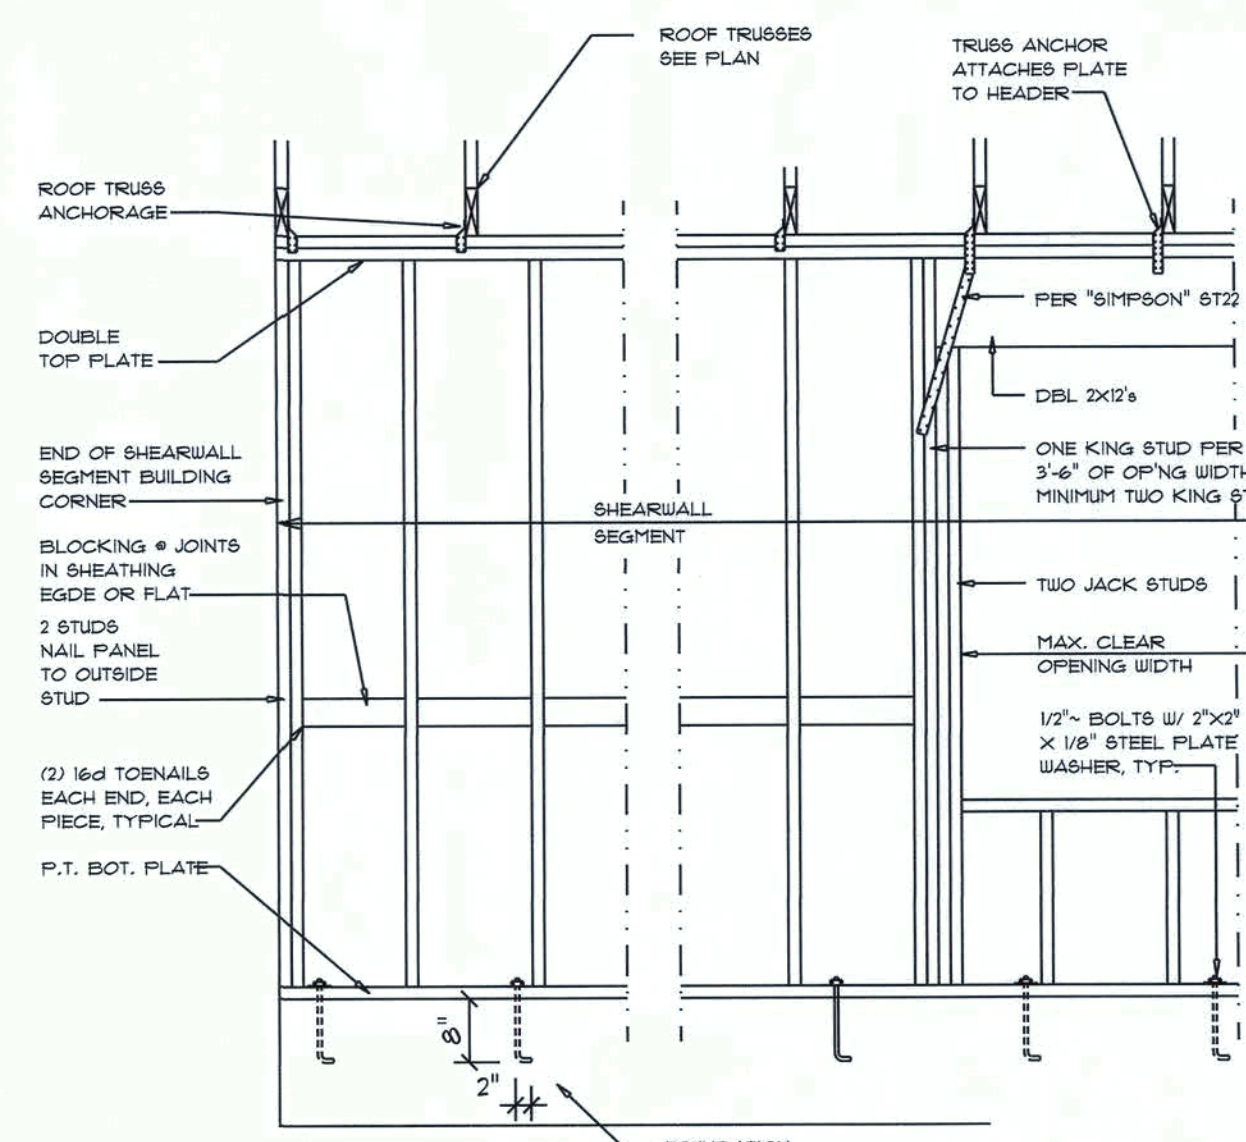 ROOF TRUSSES
SEE PLAN
TRUSS ANCHOR
ATTACHES PLATE
TO HEADER
ROOF TRUSS
ANCHORAGE
DOUBLE
TOP PLATE
PER "SIMPSON" ST22
DBL 2X12's
END OF SHEARWALL
SEGMENT BUILDING
CORNER
ONE KING STUD PER
3'-6" OF OP'NG WIDTH
MINIMUM TWO KING
SHEARWALL
SEGMENT
BLOCKING @ JOINTS
IN SHEATHING
EGDE OR FLAT
2 STUDS
NAIL PANEL
TO OUTSIDE
STUD
TWO JACK STUDS
MAX. CLEAR
OPENING WIDTH
1/2"~ BOLTS W/ 2"X2"
X 1/8" STEEL PLATE
WASHER, TYP.
(2) 16d TOENAILS
EACH END, EACH
PIECE, TYPICAL
P.T. BOT. PLATE
8"
2"